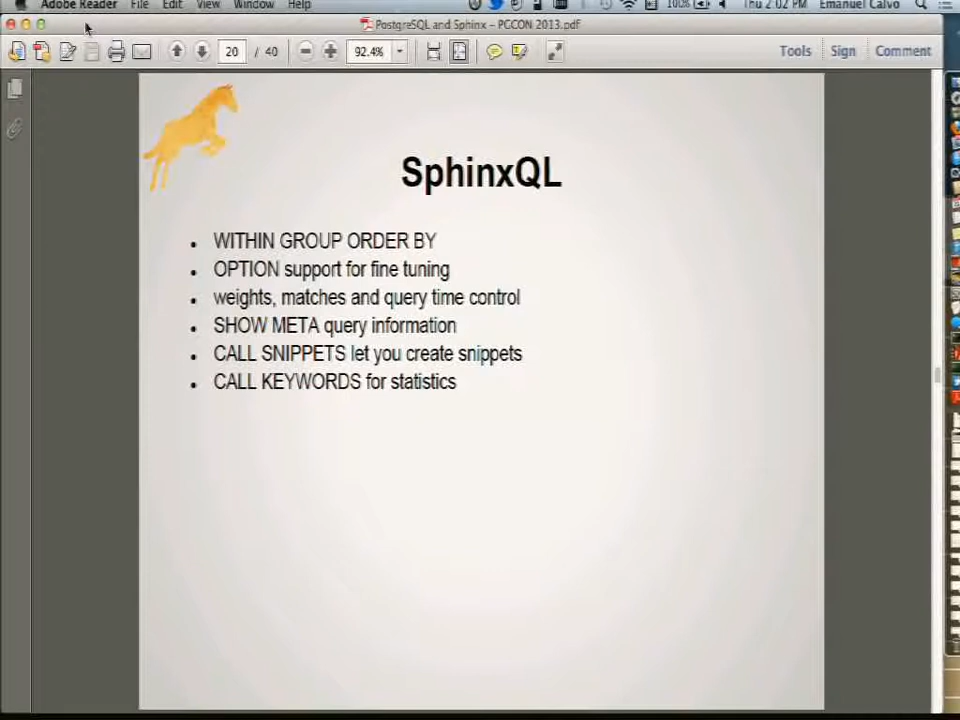 Adobe Reader File Edit View Window Help 100% Thu 2:02 PM Emanuel Calvo
PostgreSQL and Sphinx – PGCON 2013.pdf
20 / 40 92.4% Tools Sign Comment
SphinxQL
• WITHIN GROUP ORDER BY
• OPTION support for fine tuning
• weights, matches and query time control
• SHOW META query information
• CALL SNIPPETS let you create snippets
• CALL KEYWORDS for statistics